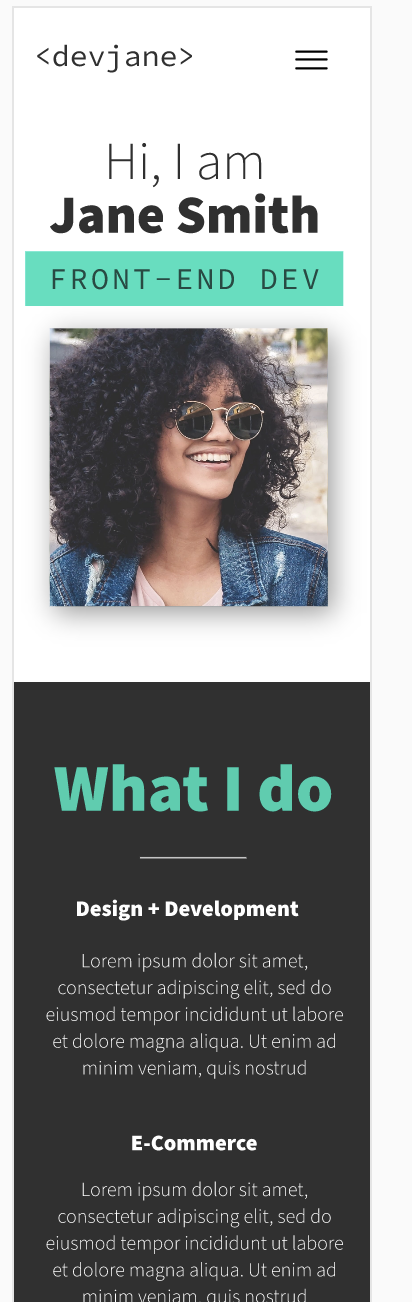 <devjane>
Hi, I am
Jane Smith
FRONT-END DEV
What I do
Design + Development
Lorem ipsum dolor sit amet,
consectetur adipiscing elit, sed do
eiusmod tempor incididunt ut labore
et dolore magna aliqua. Ut enim ad
minim veniam, quis nostrud
E-Commerce
Lorem ipsum dolor sit amet,
consectetur adipiscing elit, sed do
eiusmod tempor incididunt ut labore
et dolore magna aliqua. Ut enim ad
minim veniam, quis nostrud